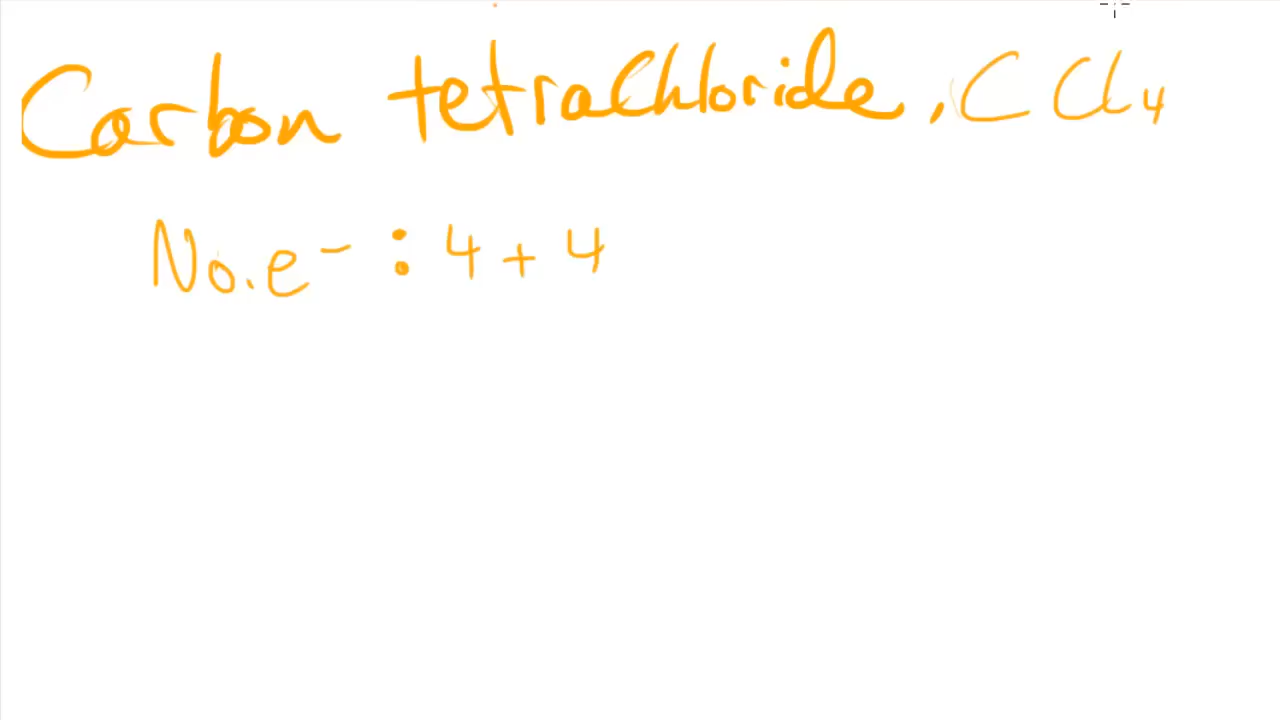 Carbon tetrachloride, CCl₄
No.e⁻ : 4 + 4